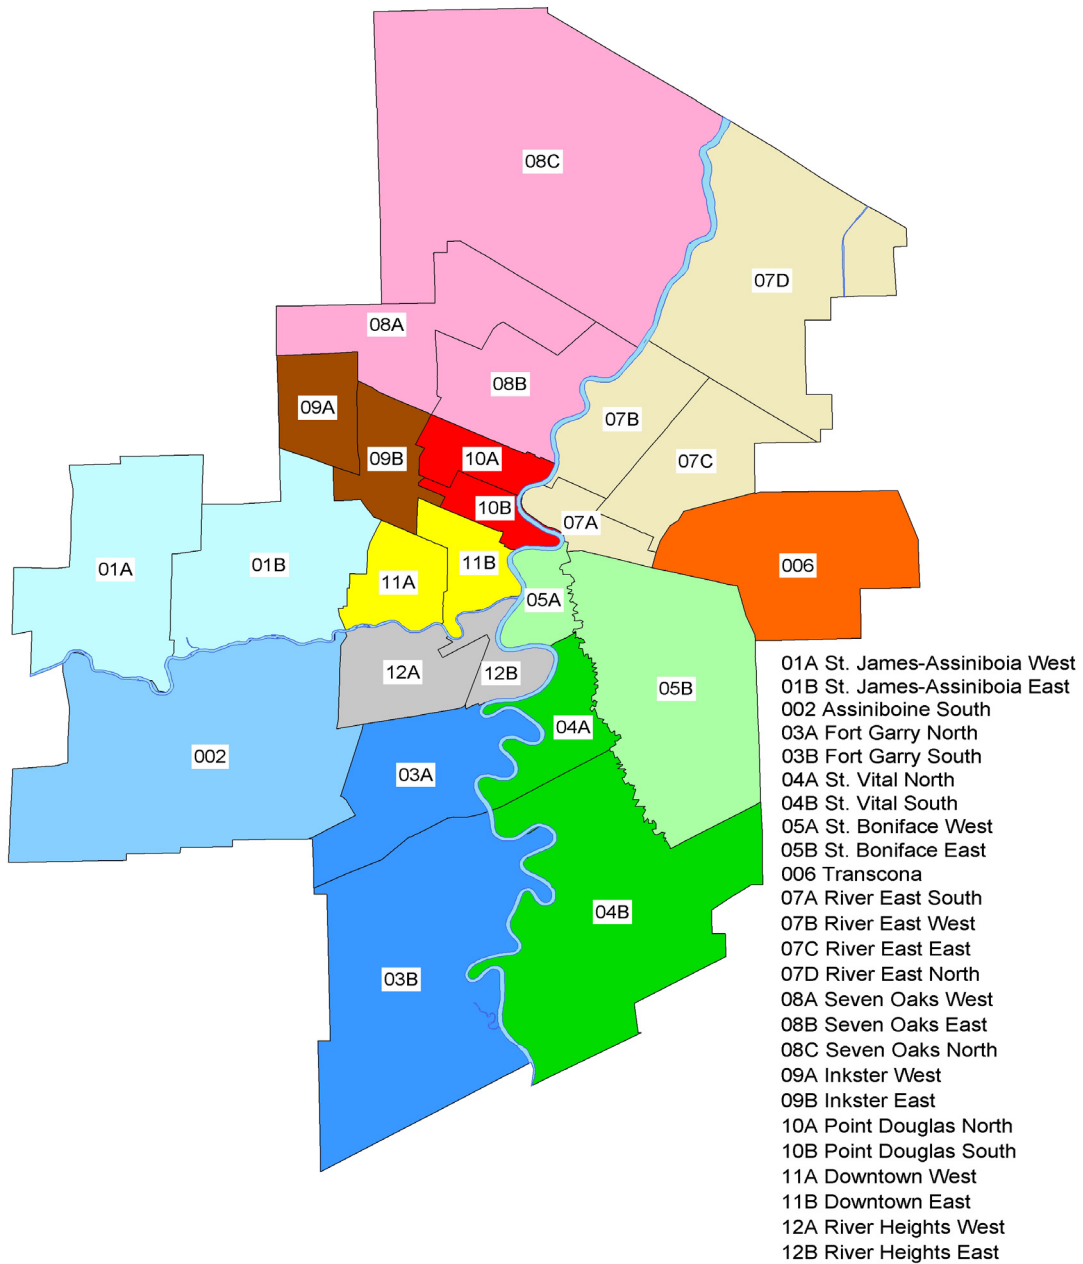 08C
07D
08A
08B
09A
07B
09B
10A
07C
10B
07A
01A
01B
11A
11B
006
05A
12A
12B
05B
002
03A
04A
04B
03B
01A St. James-Assiniboia West
01B St. James-Assiniboia East
002 Assiniboine South
03A Fort Garry North
03B Fort Garry South
04A St. Vital North
04B St. Vital South
05A St. Boniface West
05B St. Boniface East
006 Transcona
07A River East South
07B River East West
07C River East East
07D River East North
08A Seven Oaks West
08B Seven Oaks East
08C Seven Oaks North
09A Inkster West
09B Inkster East
10A Point Douglas North
10B Point Douglas South
11A Downtown West
11B Downtown East
12A River Heights West
12B River Heights East